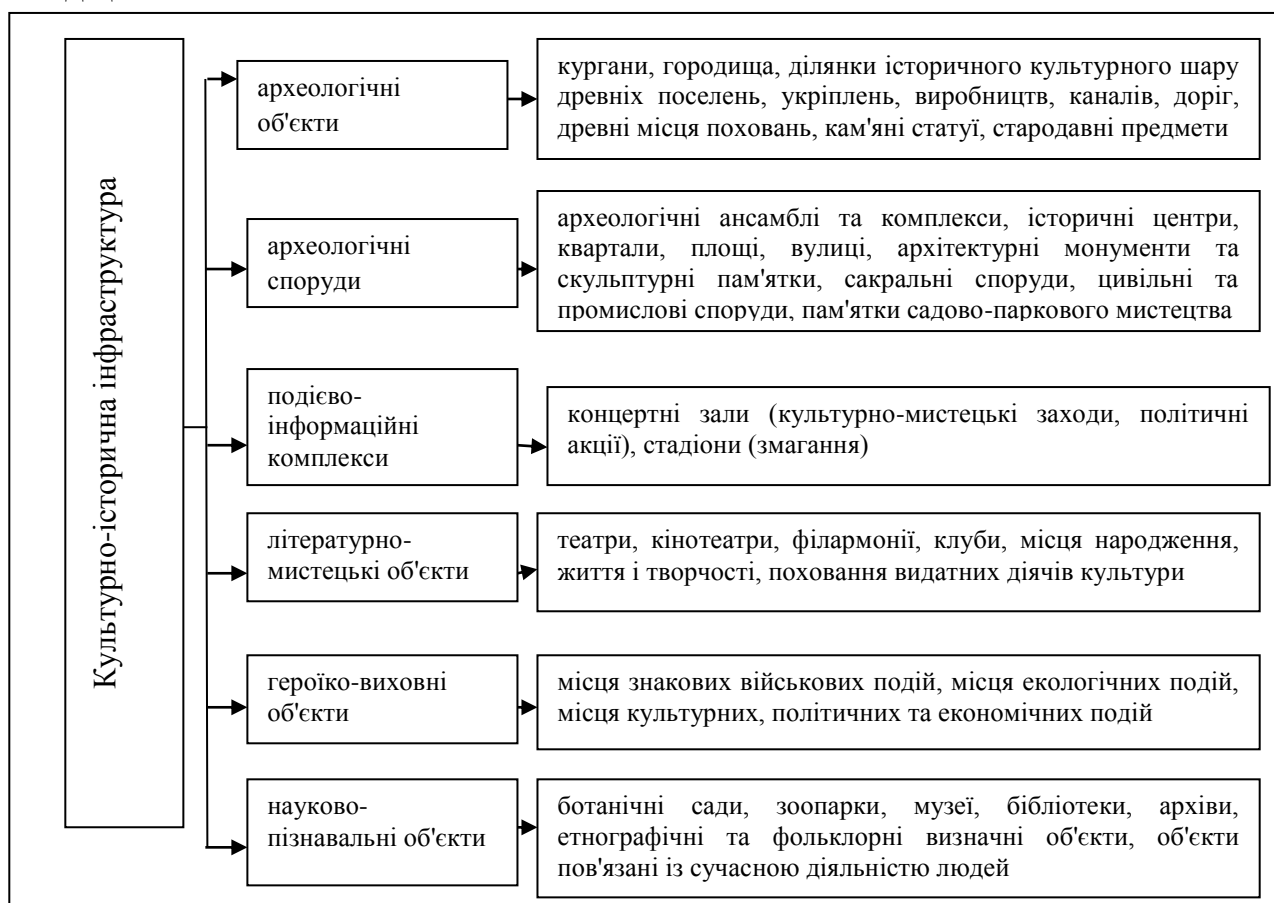 Культурно-історична інфраструктура
археологічні
об'єкти
кургани, городища, ділянки історичного культурного шару
древніх поселень, укріплень, виробництв, каналів, доріг,
древні місця поховань, кам'яні статуї, стародавні предмети
археологічні
споруди
археологічні ансамблі та комплекси, історичні центри,
квартали, площі, вулиці, архітектурні монументи та
скульптурні пам'ятки, сакральні споруди, цивільні та
промислові споруди, пам'ятки садово-паркового мистецтва
подієво-
інформаційні
комплекси
концертні зали (культурно-мистецькі заходи, політичні
акції), стадіони (змагання)
літературно-
мистецькі об'єкти
театри, кінотеатри, філармонії, клуби, місця народження,
життя і творчості, поховання видатних діячів культури
героїко-виховні
об'єкти
місця знакових військових подій, місця екологічних подій,
місця культурних, політичних та економічних подій
науково-
пізнавальні об'єкти
ботанічні сади, зоопарки, музеї, бібліотеки, архіви,
етнографічні та фольклорні визначні об'єкти, об'єкти
пов'язані із сучасною діяльністю людей